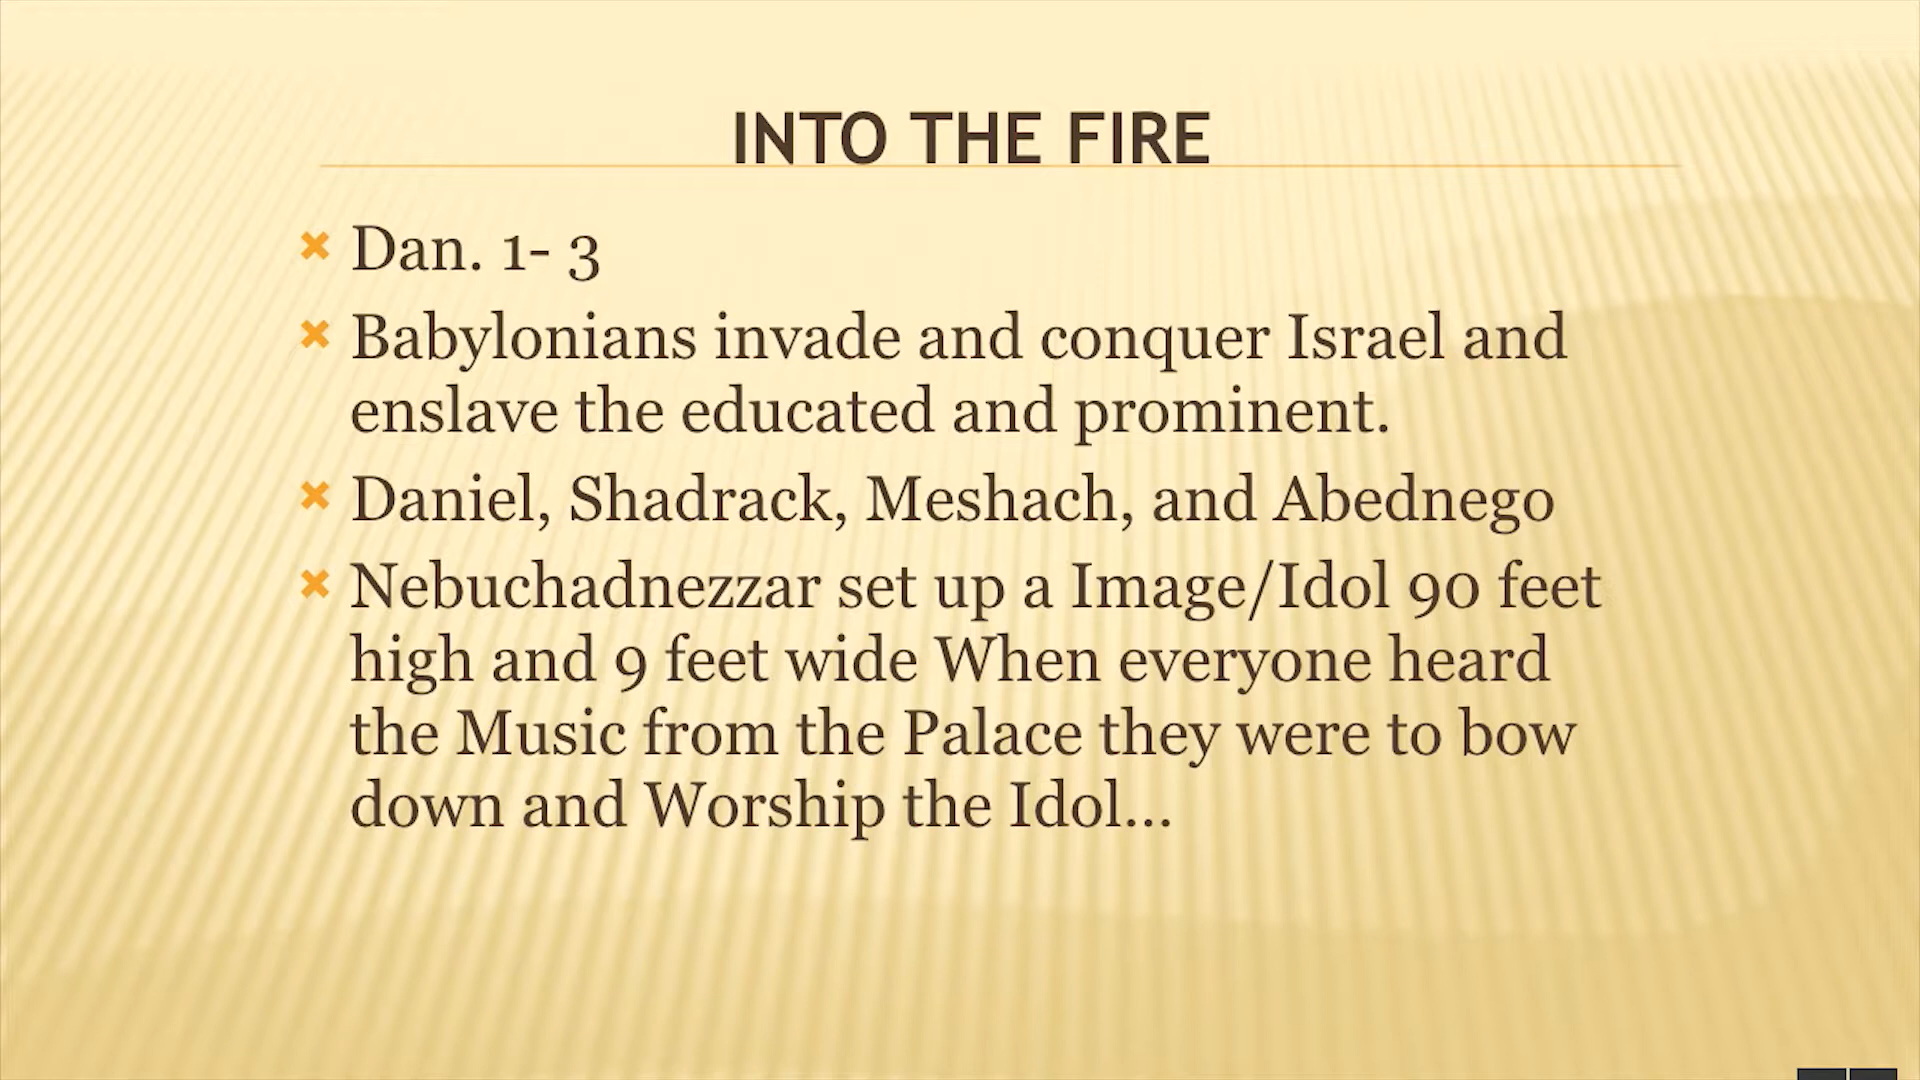 INTO THE FIRE
Dan. 1- 3
Babylonians invade and conquer Israel and
enslave the educated and prominent.
Daniel, Shadrack, Meshach, and Abednego
Nebuchadnezzar set up a Image/Idol 90 feet
high and 9 feet wide When everyone heard
the Music from the Palace they were to bow
down and Worship the Idol...